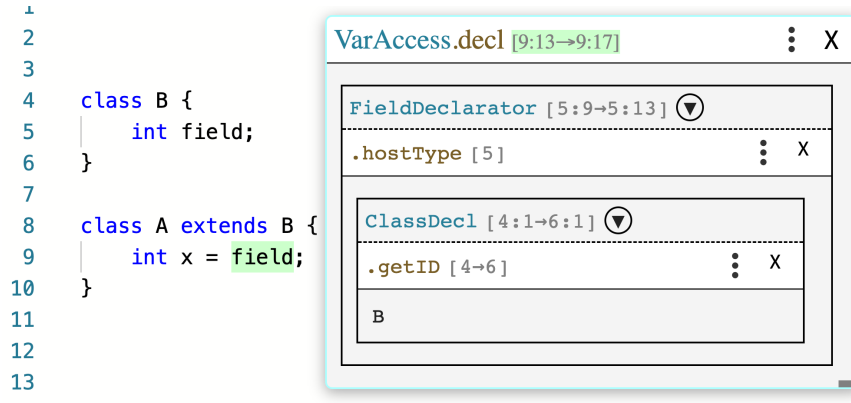 1
2
3
4 class B {
5 int field;
6 }
7
8 class A extends B {
9 int x = field;
10 }
11
12
13
VarAccess.decl [9:13→9:17] ⋮ X
FieldDeclarator [5:9→5:13] ▼
.hostType [5] ⋮ X
ClassDecl [4:1→6:1] ▼
.getID [4→6] ⋮ X
B